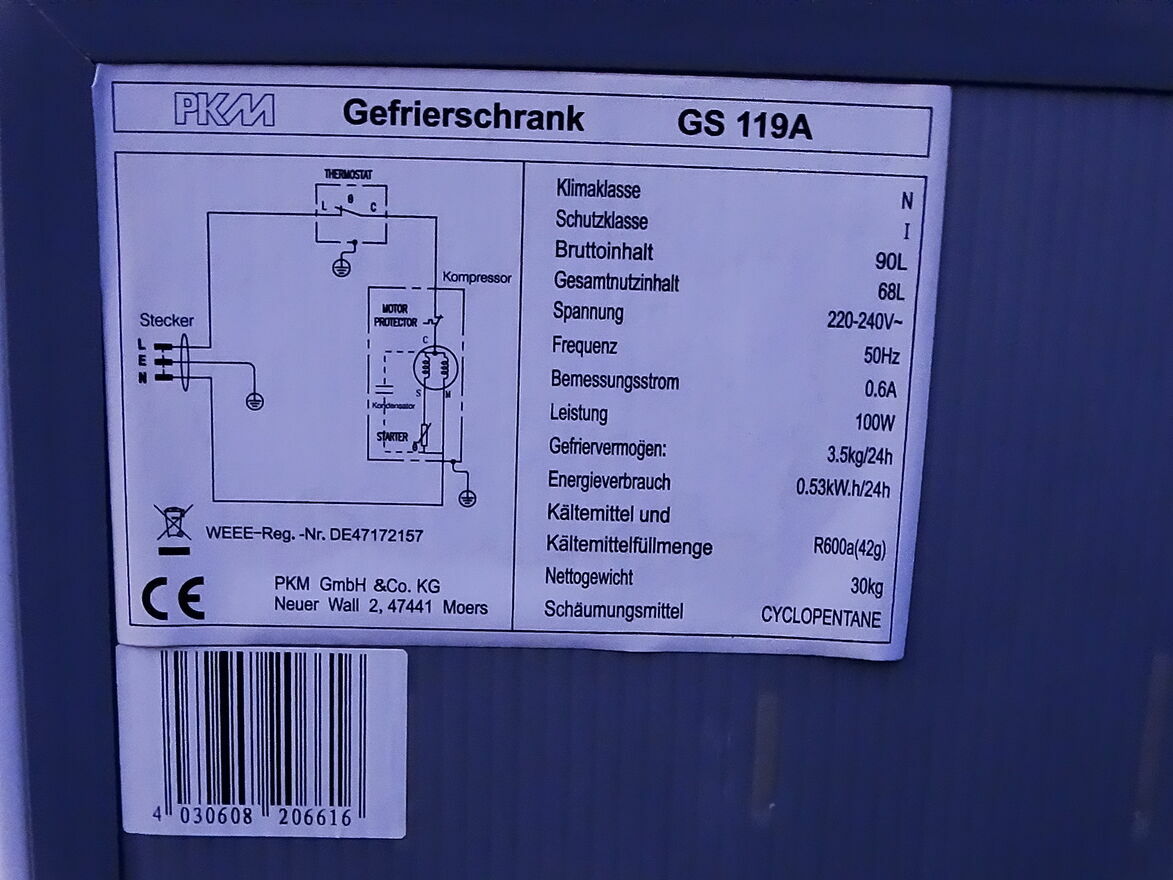 PKM Gefrierschrank GS 119A
THERMOSTAT
L θ C
Kompressor
MOTOR
PROTECTOR
Stecker
L
E
N
C
S M
Kondensator
STARTER
θ
WEEE-Reg. -Nr. DE47172157
CE
PKM GmbH &Co. KG
Neuer Wall 2, 47441 Moers
Klimaklasse N
Schutzklasse I
Bruttoinhalt 90L
Gesamtnutzinhalt 68L
Spannung 220-240V~
Frequenz 50Hz
Bemessungsstrom 0.6A
Leistung 100W
Gefriervermoğen: 3.5kg/24h
Energieverbrauch 0.53kW.h/24h
Kältemittel und
Kältemittelfüllmenge R600a(42g)
Nettogewicht 30kg
Schäumungsmittel CYCLOPENTANE
4 030608 206616